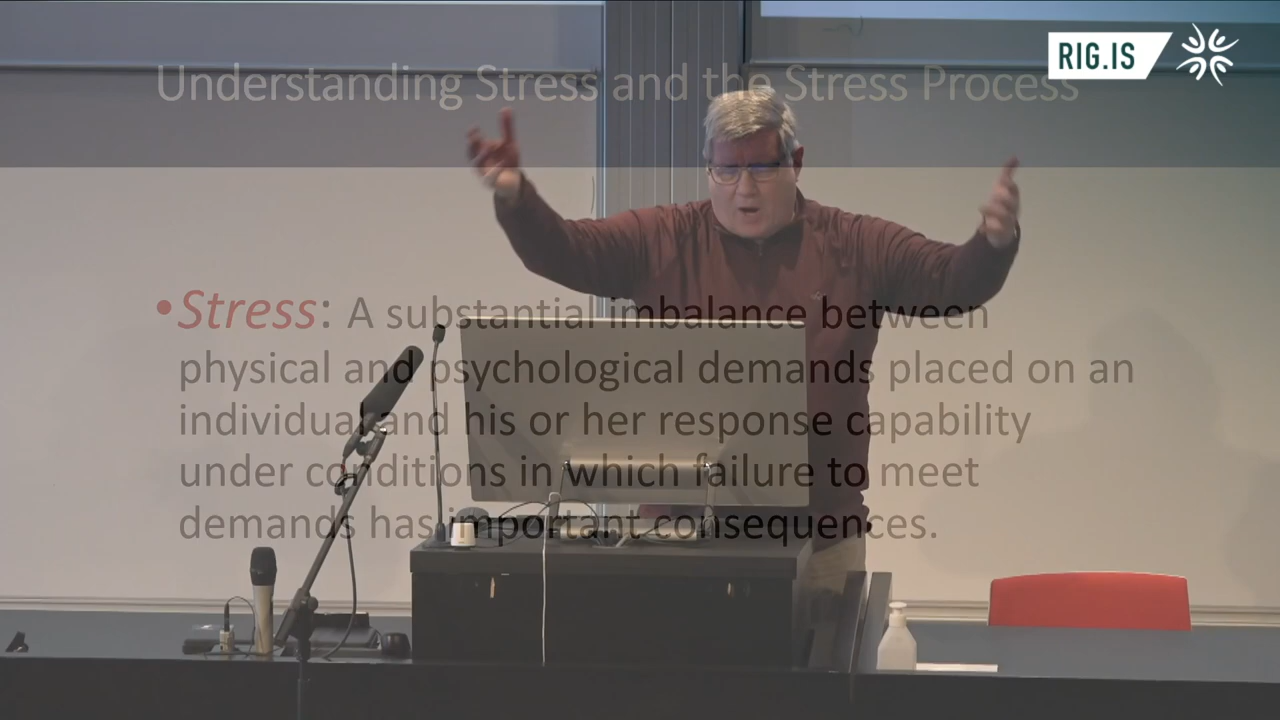 RIG.IS
Understanding Stress and the Stress Process
•Stress: A substantial imbalance between
physical and psychological demands placed on an
individual and his or her response capability
under conditions in which failure to meet
demands has important consequences.